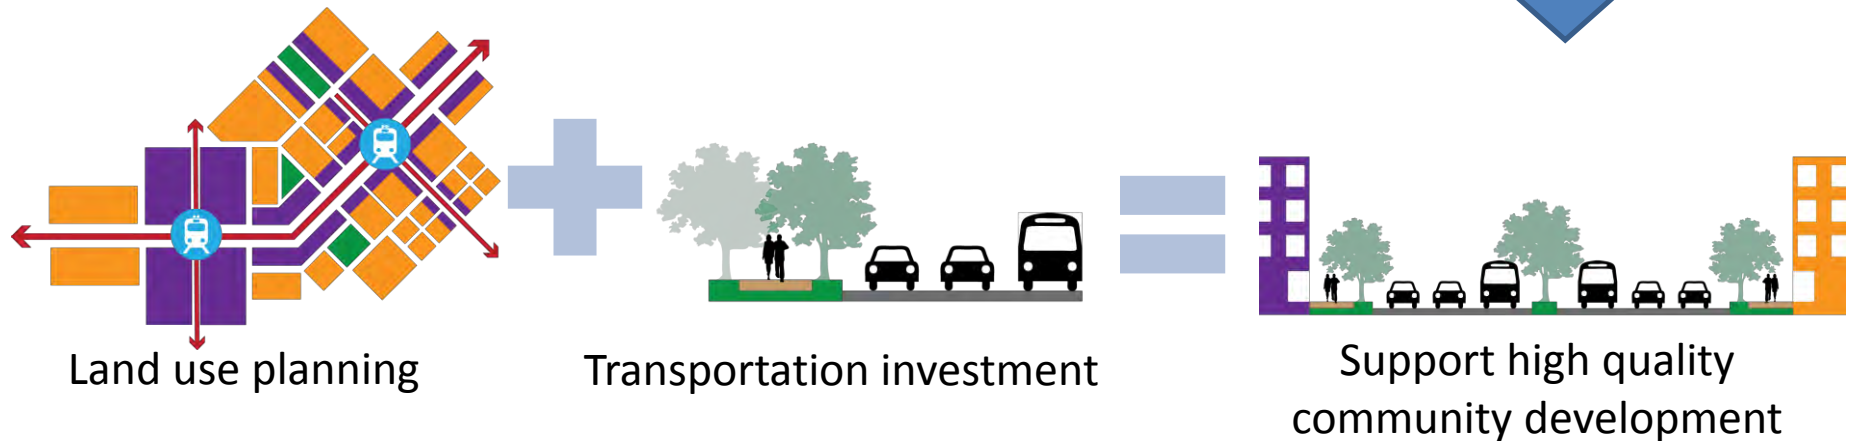 Land use planning
Transportation investment
Support high quality
community development